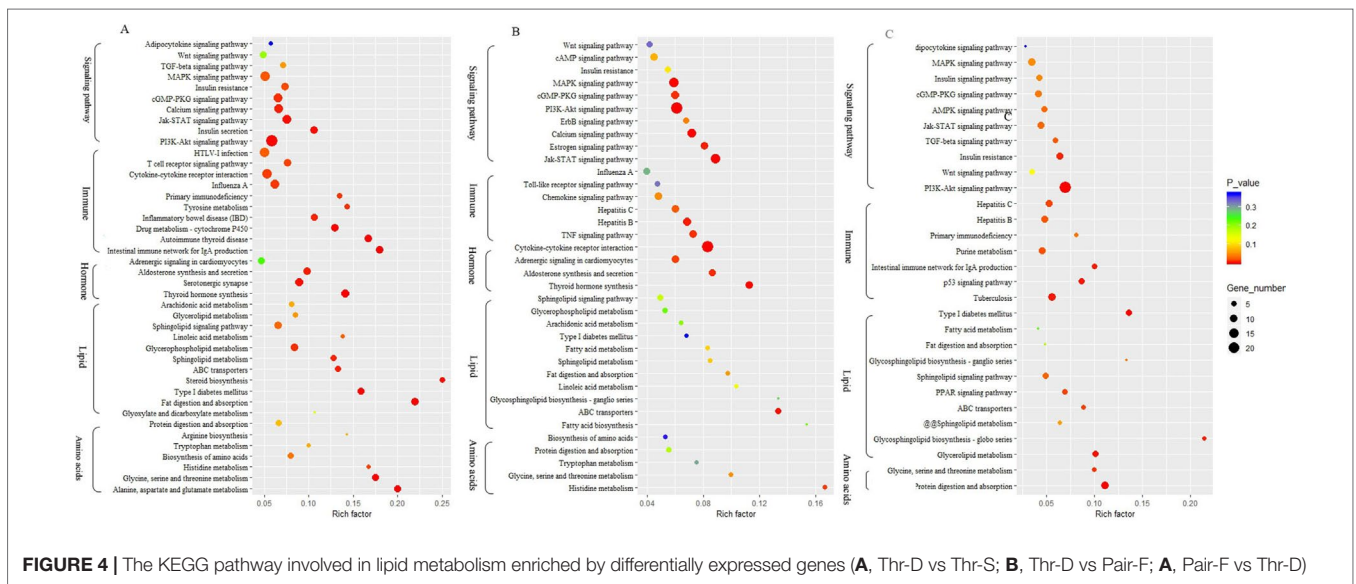 A
Adipocytokine signaling pathway
Wnt signaling pathway
TGF-beta signaling pathway
MAPK signaling pathway
Insulin resistance
cGMP-PKG signaling pathway
Calcium signaling pathway
Jak-STAT signaling pathway
Insulin secretion
PI3K-Akt signaling pathway
HTLV-I infection
T cell receptor signaling pathway
Cytokine-cytokine receptor interaction
Influenza A
Primary immunodeficiency
Tyrosine metabolism
Inflammatory bowel disease (IBD)
Drug metabolism - cytochrome P450
Autoimmune thyroid disease
Intestinal immune network for IgA production
Adrenergic signaling in cardiomyocytes
Aldosterone synthesis and secretion
Serotonergic synapse
Thyroid hormone synthesis
Arachidonic acid metabolism
Glycerolipid metabolism
Sphingolipid signaling pathway
Linoleic acid metabolism
Glycerophospholipid metabolism
Sphingolipid metabolism
ABC transporters
Steroid biosynthesis
Type I diabetes mellitus
Fat digestion and absorption
Glyoxylate and dicarboxylate metabolism
Protein digestion and absorption
Arginine biosynthesis
Tryptophan metabolism
Biosynthesis of amino acids
Histidine metabolism
Glycine, serine and threonine metabolism
Alanine, aspartate and glutamate metabolism
Signaling pathway
Immune
Hormone
Lipid
Amino acids
0.05 0.10 0.15 0.20 0.25
Rich factor
B
Wnt signaling pathway
cAMP signaling pathway
Insulin resistance
MAPK signaling pathway
cGMP-PKG signaling pathway
PI3K-Akt signaling pathway
ErbB signaling pathway
Calcium signaling pathway
Estrogen signaling pathway
Jak-STAT signaling pathway
Influenza A
Toll-like receptor signaling pathway
Chemokine signaling pathway
Hepatitis C
Hepatitis B
TNF signaling pathway
Cytokine-cytokine receptor interaction
Adrenergic signaling in cardiomyocytes
Aldosterone synthesis and secretion
Thyroid hormone synthesis
Sphingolipid signaling pathway
Glycerophospholipid metabolism
Arachidonic acid metabolism
Type I diabetes mellitus
Fatty acid metabolism
Sphingolipid metabolism
Fat digestion and absorption
Linoleic acid metabolism
Glycosphingolipid biosynthesis - ganglio series
ABC transporters
Fatty acid biosynthesis
Biosynthesis of amino acids
Protein digestion and absorption
Tryptophan metabolism
Glycine, serine and threonine metabolism
Histidine metabolism
Signaling pathway
Immune
Hormone
Lipid
Amino Acids
0.04 0.08 0.12 0.16
Rich factor
C
dipocytokine signaling pathway
MAPK signaling pathway
Insulin signaling pathway
cGMP-PKG signaling pathway
AMPK signaling pathway
C
Jak-STAT signaling pathway
TGF-beta signaling pathway
Insulin resistance
Wnt signaling pathway
PI3K-Akt signaling pathway
Hepatitis C
Hepatitis B
Primary immunodeficiency
Purine metabolism
Intestinal immune network for IgA production
p53 signaling pathway
Tuberculosis
Type I diabetes mellitus
Fatty acid metabolism
Fat digestion and absorption
Glycosphingolipid biosynthesis - ganglio series
Sphingolipid signaling pathway
PPAR signaling pathway
ABC transporters
@@Sphingolipid metabolism
Glycosphingolipid biosynthesis - globo series
Glycerolipid metabolism
Glycine, serine and threonine metabolism
Protein digestion and absorption
Signaling pathway
Immune
Lipid
Amino acids
0.05 0.10 0.15 0.20
Rich factor
P_value
0.3
0.2
0.1
Gene_number
5
10
15
20
FIGURE 4 | The KEGG pathway involved in lipid metabolism enriched by differentially expressed genes (A, Thr-D vs Thr-S; B, Thr-D vs Pair-F; A, Pair-F vs Thr-D)